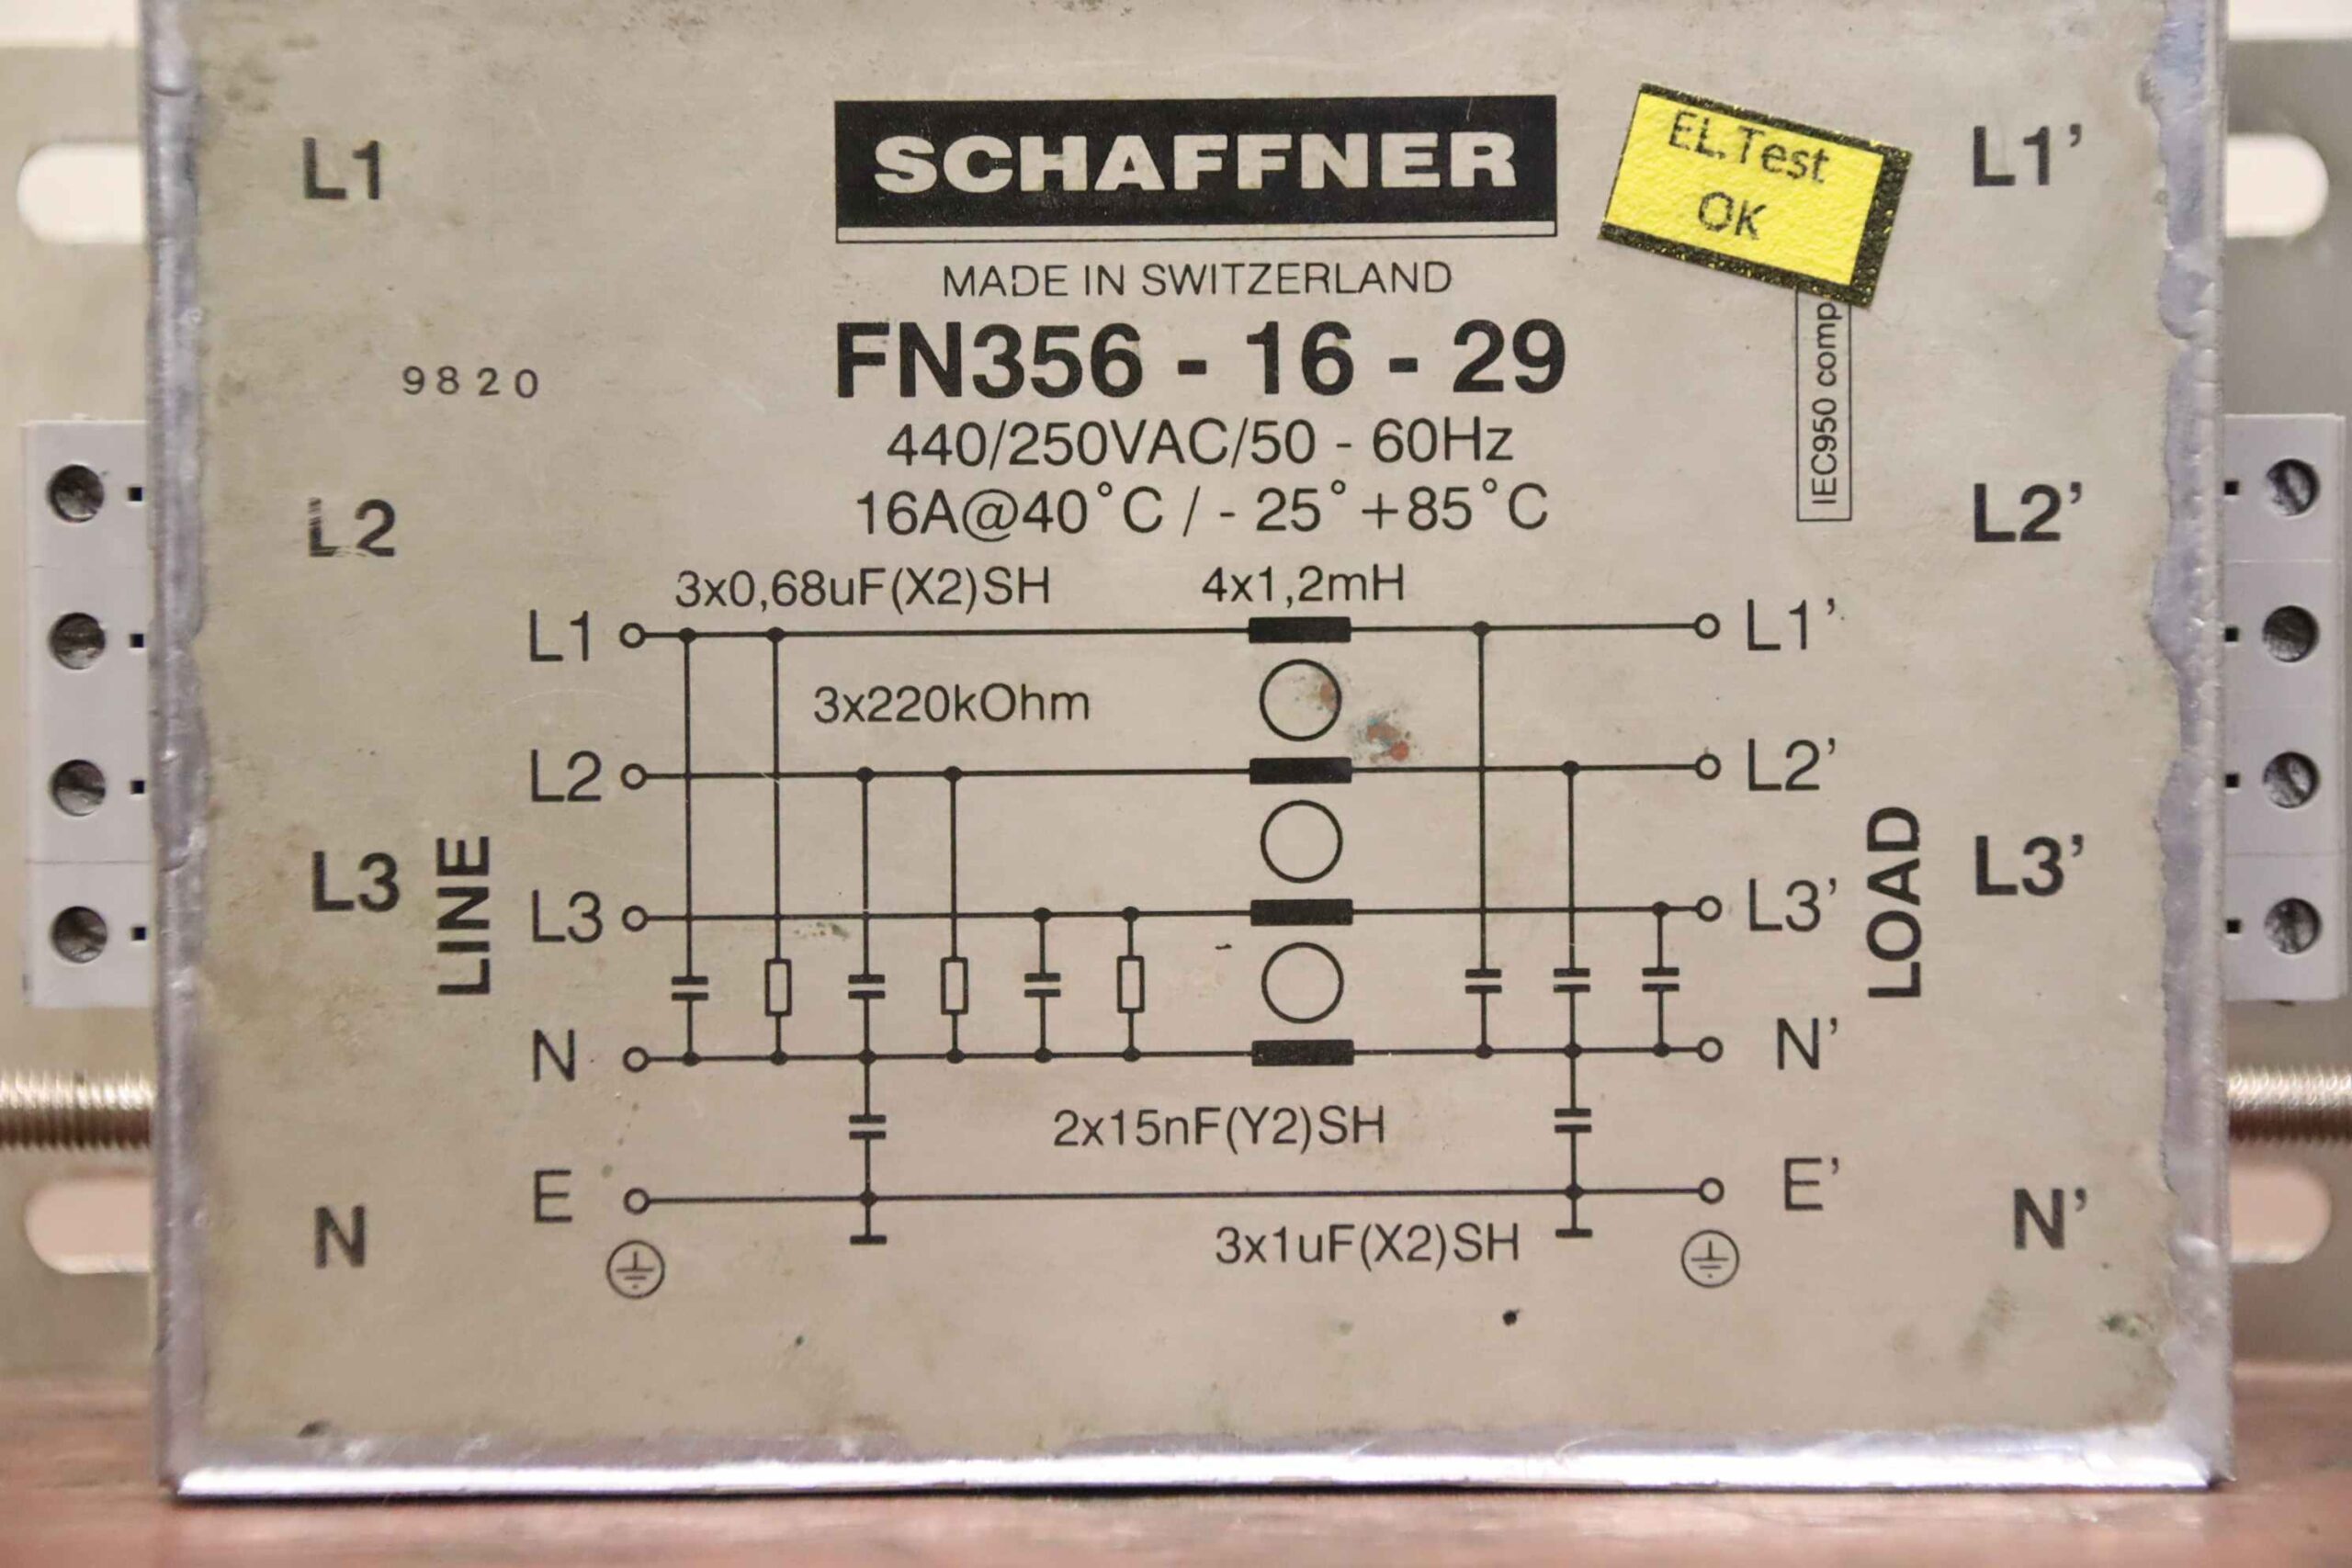 SCHAFFNER
EL.Test
OK
MADE IN SWITZERLAND
FN356 - 16 - 29
440/250VAC/50 - 60Hz
16A@40°C / - 25° +85°C
9820
IEC950 comp
L1
L2
L3
N
LINE
3x0,68uF(X2)SH
4x1,2mH
L1
L1'
3x220kOhm
L2
L2'
L3
L3'
N
N'
2x15nF(Y2)SH
E
E'
3x1uF(X2)SH
LOAD
L1'
L2'
L3'
N'